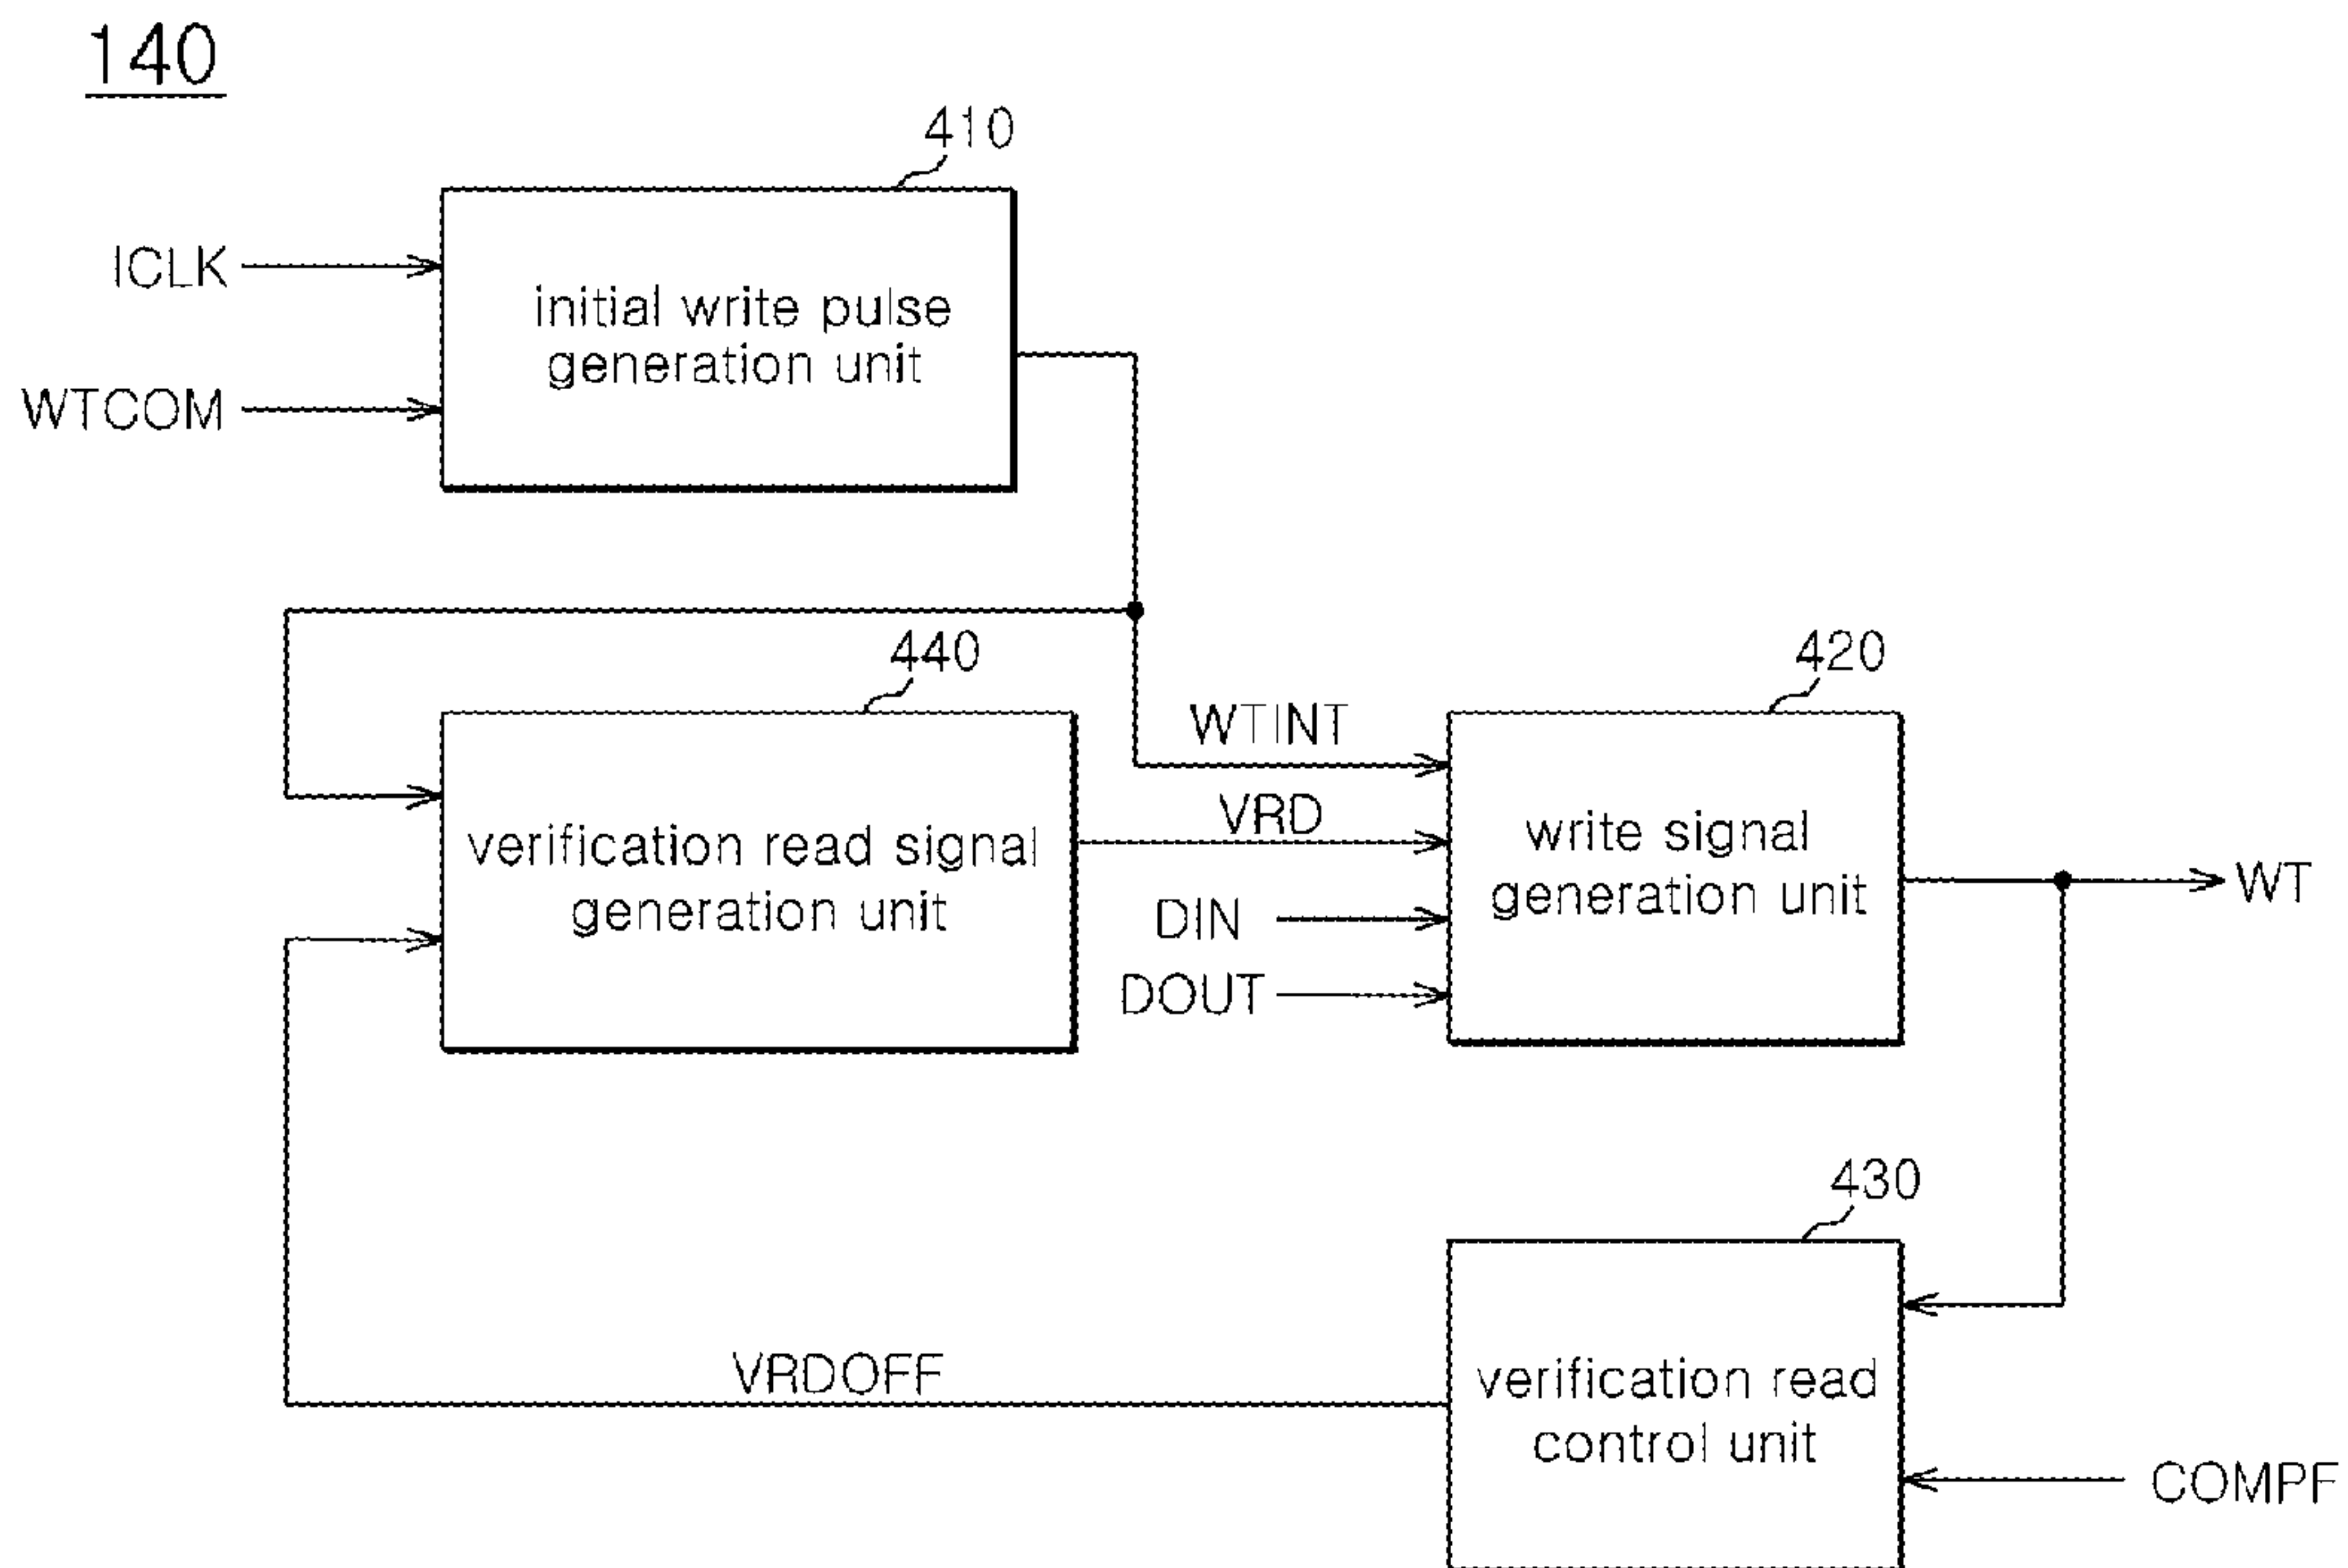 140
410
ICLK
initial write pulse
generation unit
WTCOM
440
420
WTINT
VRD
verification read signal
generation unit
write signal
generation unit
WT
DIN
DOUT
430
VRDOFF
verification read
control unit
COMPF